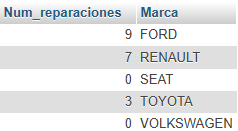 Num_reparaciones Marca
9 FORD
7 RENAULT
0 SEAT
3 TOYOTA
0 VOLKSWAGEN